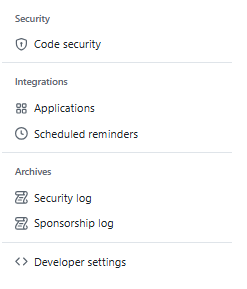 Security
Code security
Integrations
Applications
Scheduled reminders
Archives
Security log
Sponsorship log
Developer settings